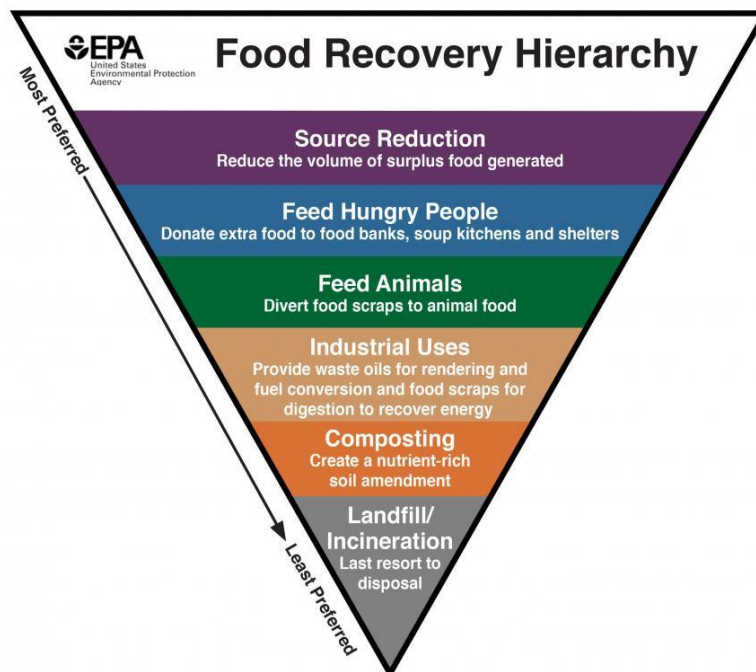 EPA
United States
Environmental Protection
Agency
Food Recovery Hierarchy
Most Preferred
Source Reduction
Reduce the volume of surplus food generated
Feed Hungry People
Donate extra food to food banks, soup kitchens and shelters
Feed Animals
Divert food scraps to animal food
Industrial Uses
Provide waste oils for rendering and
fuel conversion and food scraps for
digestion to recover energy
Composting
Create a nutrient-rich
soil amendment
Landfill/
Incineration
Last resort to
disposal
Least Preferred